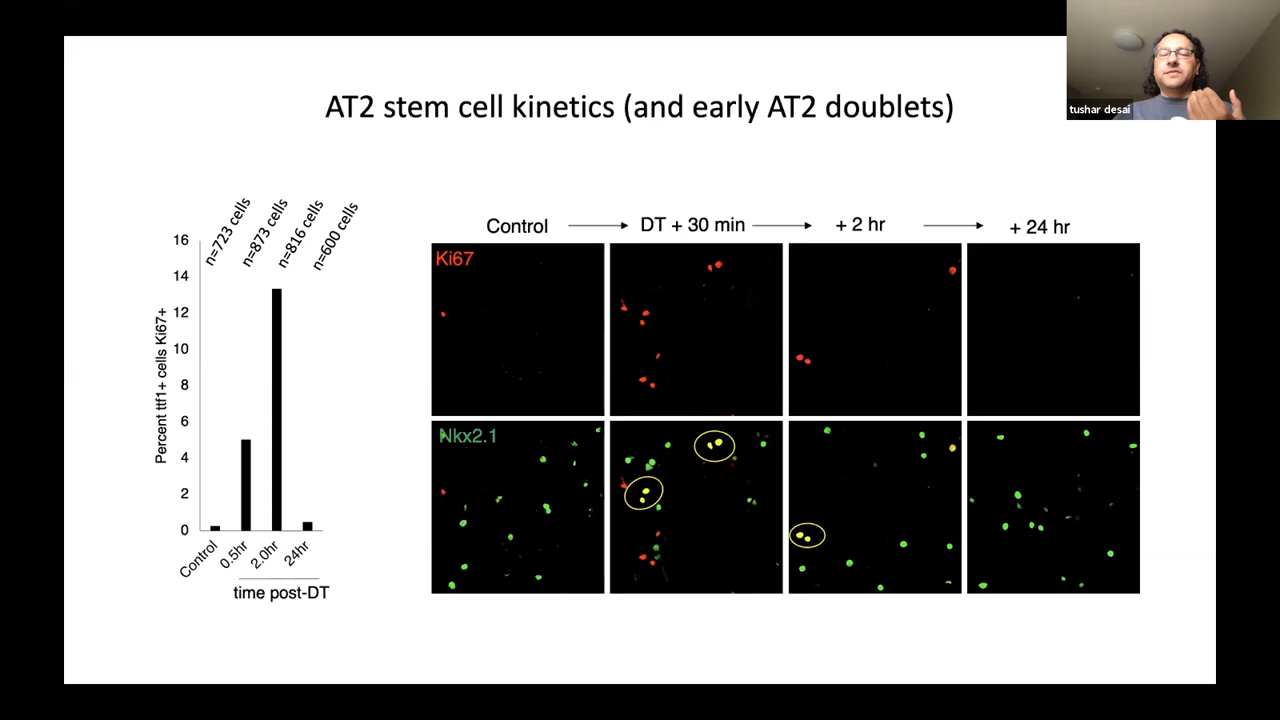 tushar desai
AT2 stem cell kinetics (and early AT2 doublets)
n=723 cells
n=873 cells
n=816 cells
n=600 cells
16
14
12
10
8
6
4
2
0
Percent ttf1+ cells Ki67+
Control
0.5hr
2.0hr
24hr
time post-DT
Control
DT + 30 min
+ 2 hr
+ 24 hr
Ki67
Nkx2.1